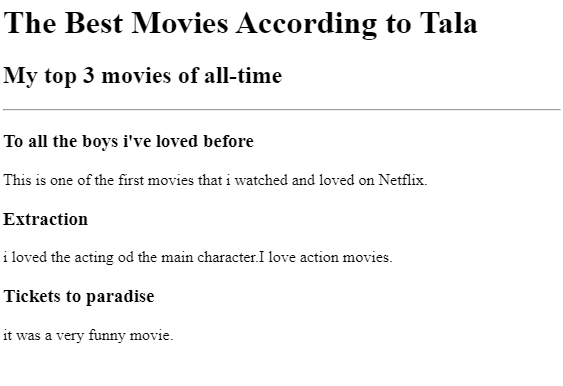 The Best Movies According to Tala
My top 3 movies of all-time
To all the boys i've loved before
This is one of the first movies that i watched and loved on Netflix.
Extraction
i loved the acting od the main character.I love action movies.
Tickets to paradise
it was a very funny movie.